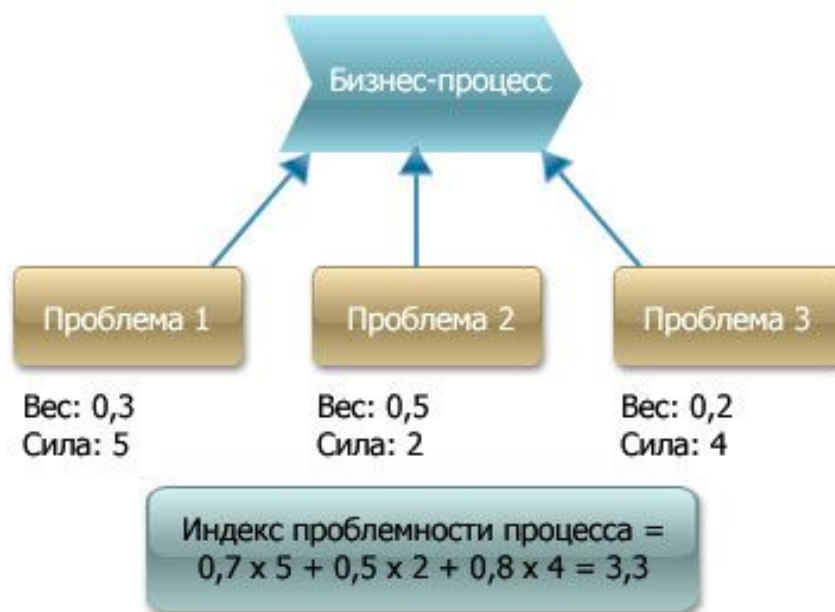 Бизнес-процесс
Проблема 1
Проблема 2
Проблема 3
Вес: 0,3
Сила: 5
Вес: 0,5
Сила: 2
Вес: 0,2
Сила: 4
Индекс проблемности процесса =
0,7 x 5 + 0,5 x 2 + 0,8 x 4 = 3,3